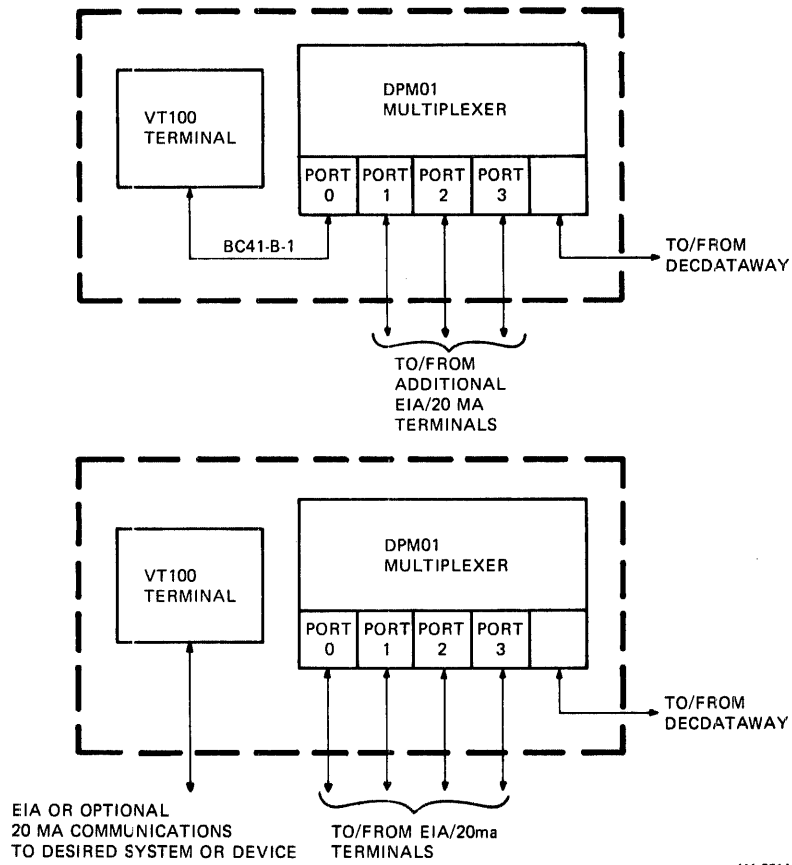 VT100
TERMINAL
DPM01
MULTIPLEXER
PORT
0
PORT
1
PORT
2
PORT
3
BC41-B-1
TO/FROM
DECDATAWAY
TO/FROM
ADDITIONAL
EIA/20 MA
TERMINALS
VT100
TERMINAL
DPM01
MULTIPLEXER
PORT
0
PORT
1
PORT
2
PORT
3
TO/FROM
DECDATAWAY
EIA OR OPTIONAL
20 MA COMMUNICATIONS
TO DESIRED SYSTEM OR DEVICE
TO/FROM EIA/20ma
TERMINALS